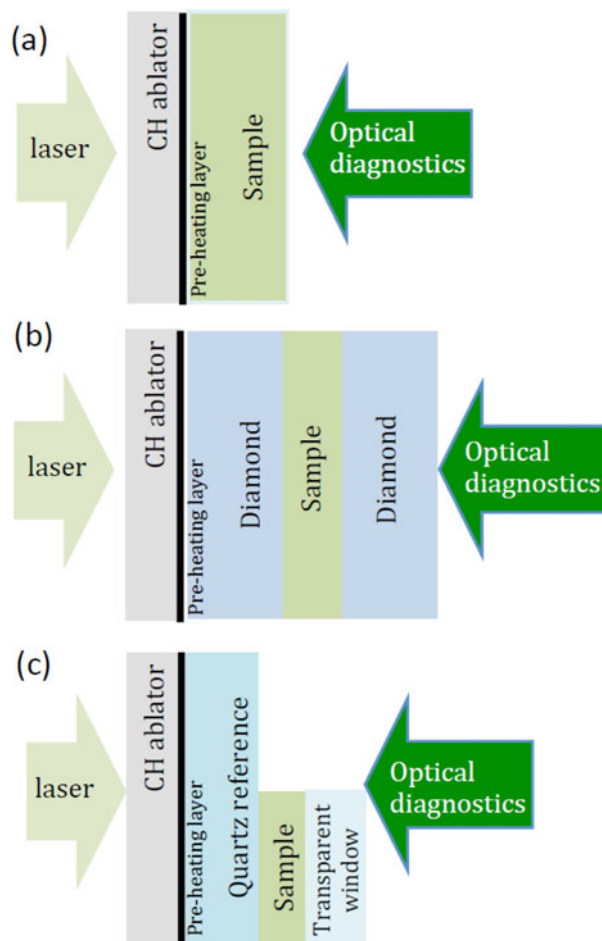 (a)
laser
CH ablator
Pre-heating layer
Sample
Optical
diagnostics
(b)
laser
CH ablator
Pre-heating layer
Diamond
Sample
Diamond
Optical
diagnostics
(c)
laser
CH ablator
Pre-heating layer
Quartz reference
Sample
Transparent
window
Optical
diagnostics